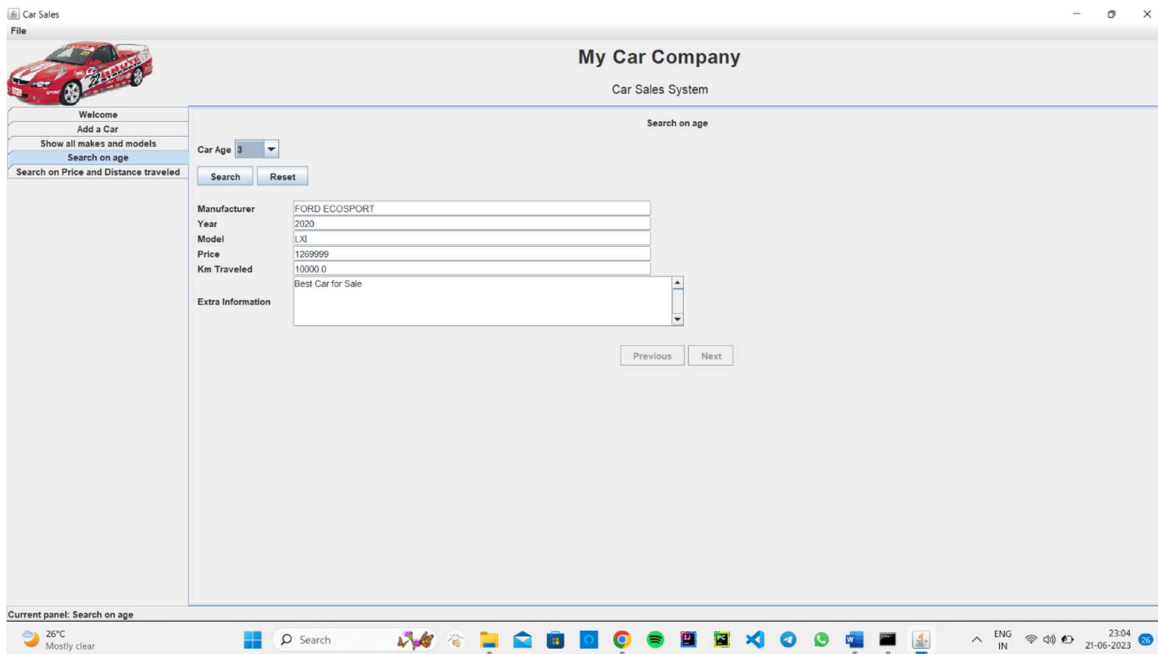 Car Sales
File
My Car Company
Car Sales System
Welcome
Add a Car
Show all makes and models
Search on age
Search on Price and Distance traveled
Search on age
Car Age 3
Search Reset
Manufacturer FORD ECOSPORT
Year 2020
Model LXI
Price 1269999
Km Traveled 10000.0
Extra Information Best Car for Sale
Previous Next
Current panel: Search on age
26°C
Mostly clear
Search
ENG
IN
23:04
21-06-2023
26